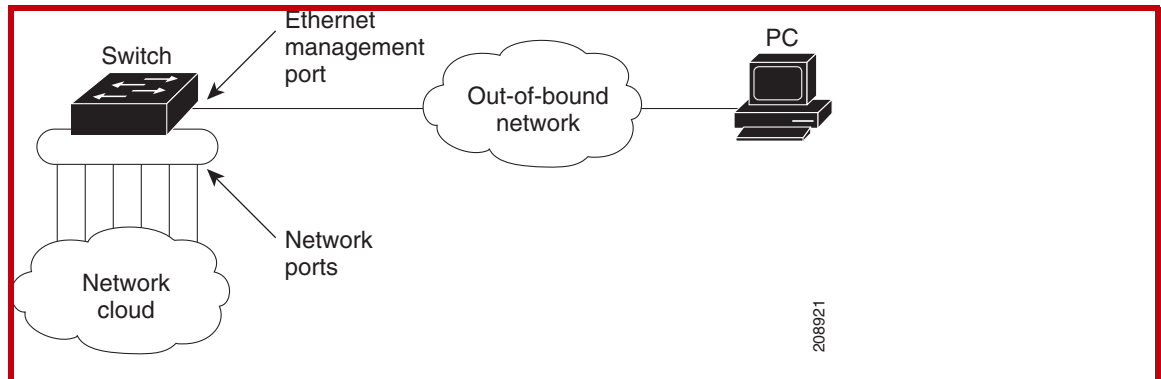 Ethernet
management
port
Switch
PC
Out-of-bound
network
Network
ports
Network
cloud
208921